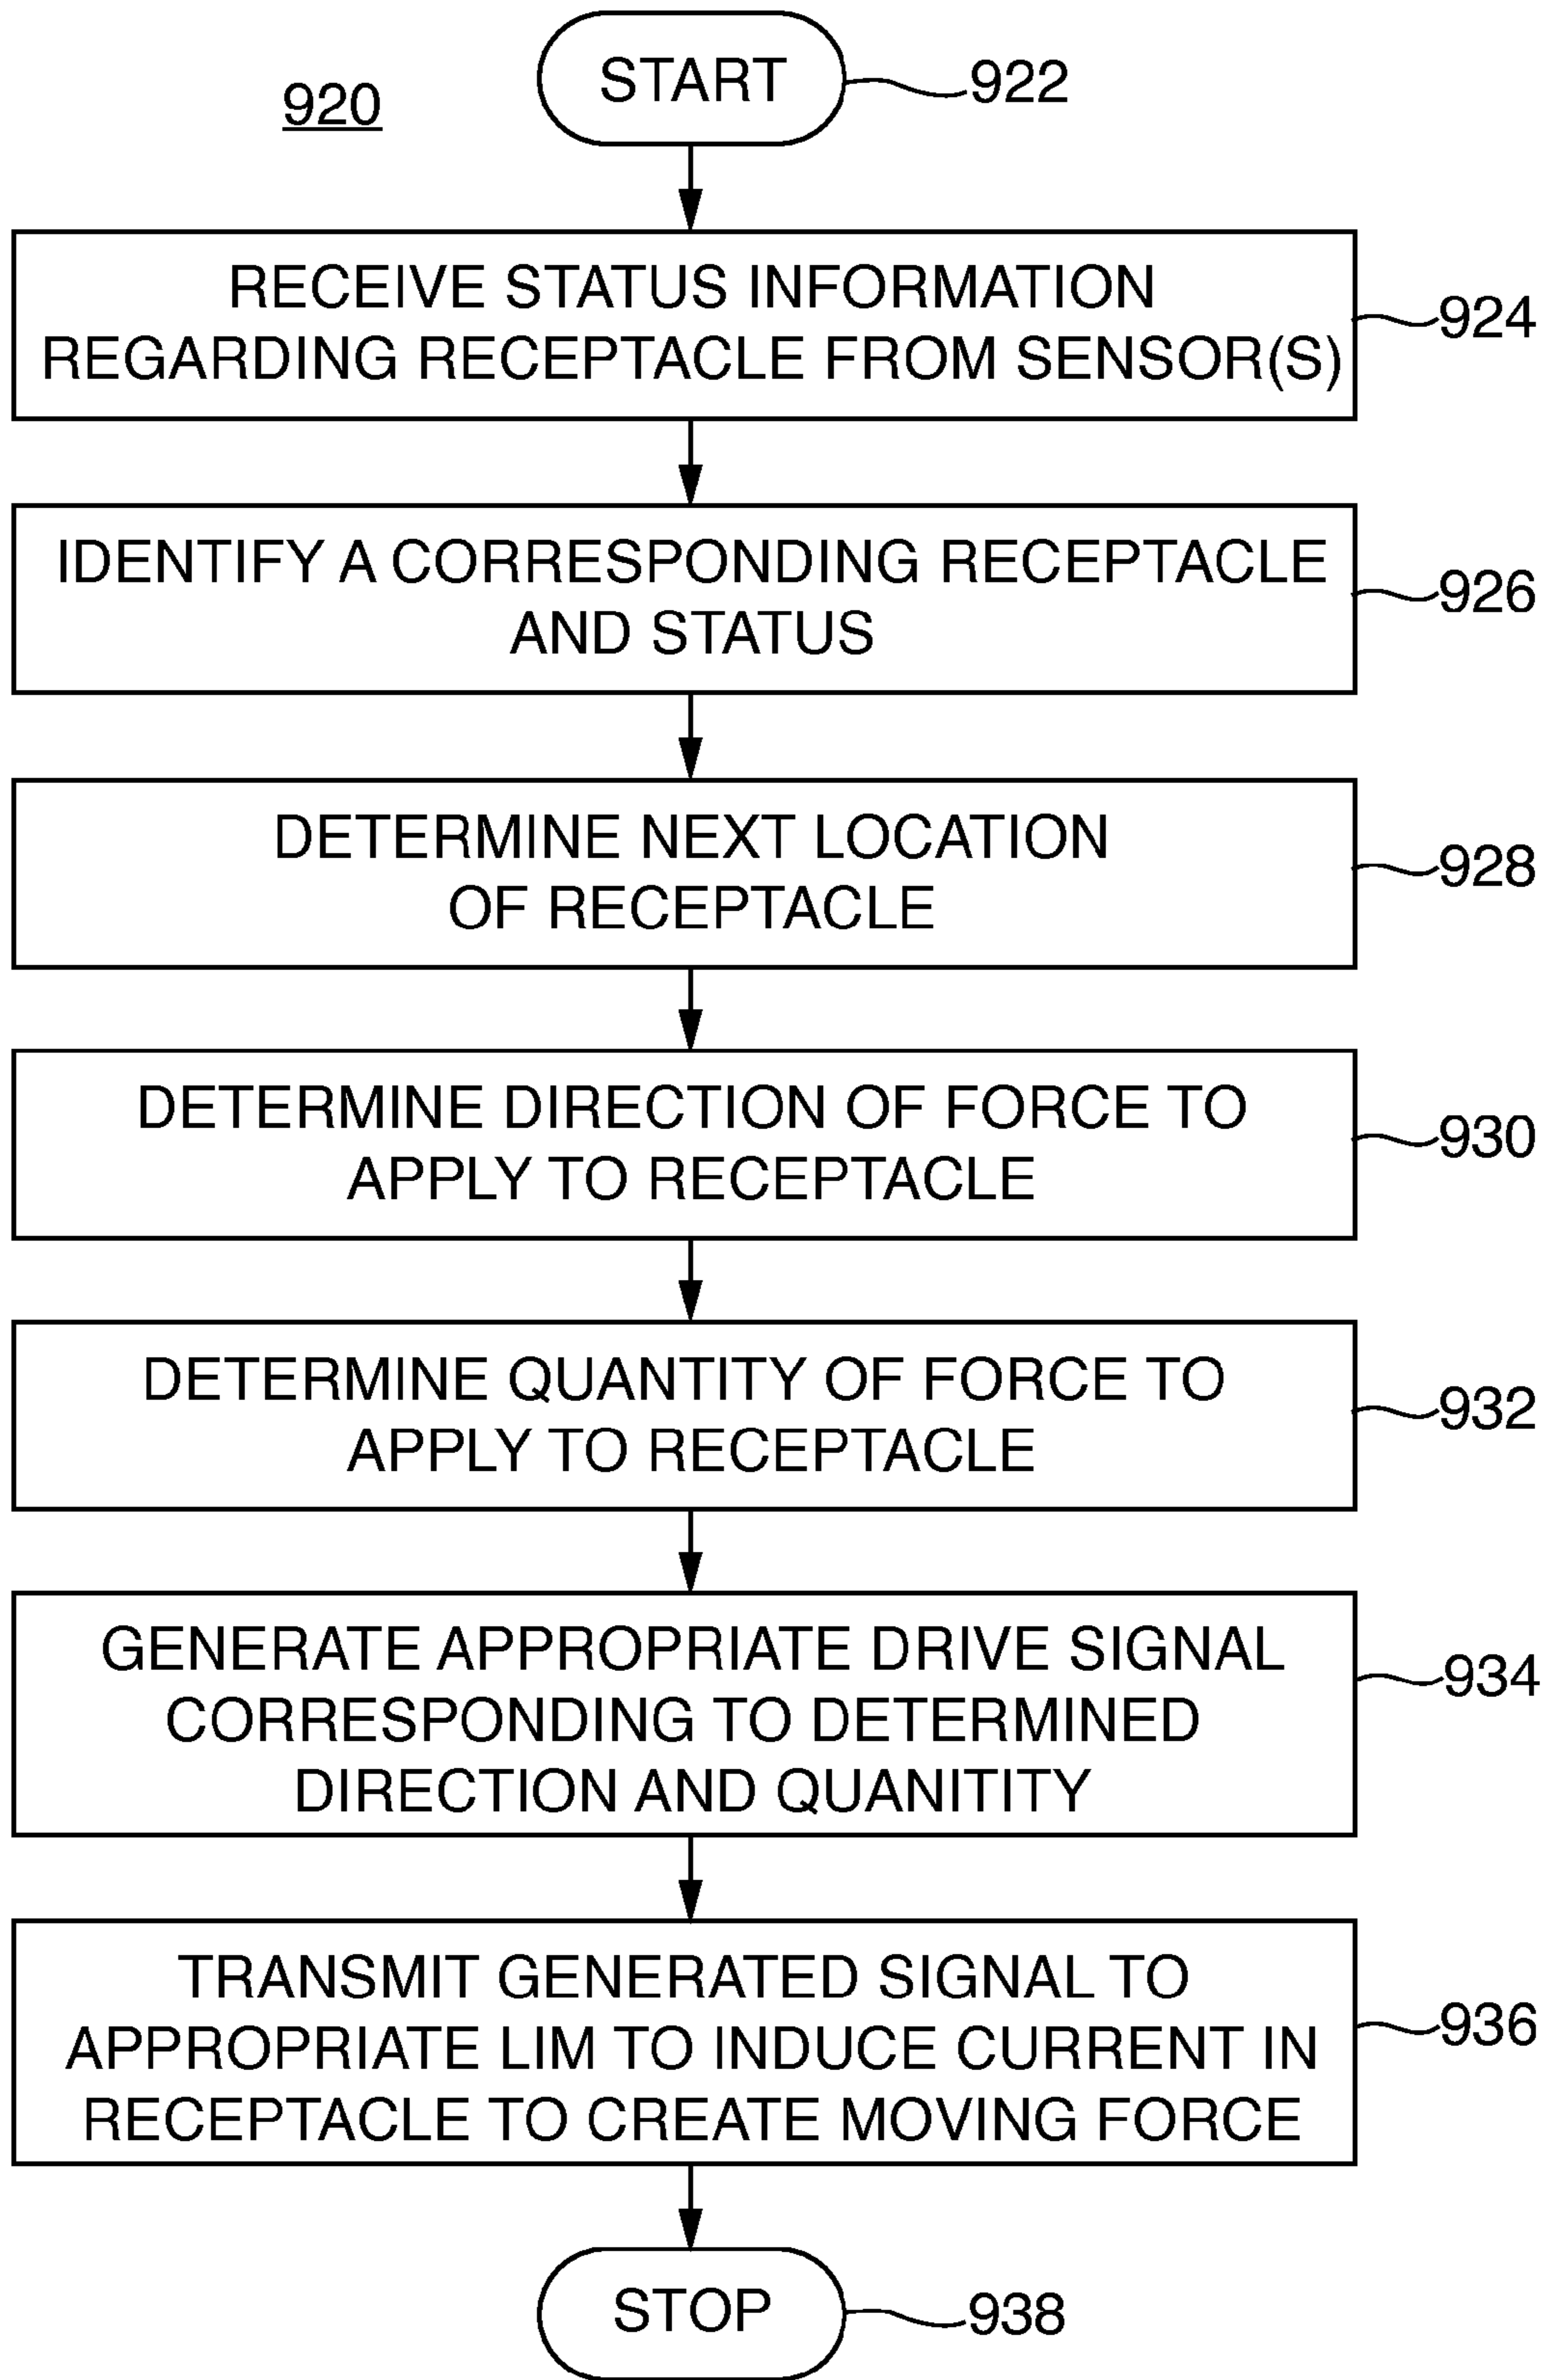 920
START
922
RECEIVE STATUS INFORMATION
REGARDING RECEPTACLE FROM SENSOR(S)
924
IDENTIFY A CORRESPONDING RECEPTACLE
AND STATUS
926
DETERMINE NEXT LOCATION
OF RECEPTACLE
928
DETERMINE DIRECTION OF FORCE TO
APPLY TO RECEPTACLE
930
DETERMINE QUANTITY OF FORCE TO
APPLY TO RECEPTACLE
932
GENERATE APPROPRIATE DRIVE SIGNAL
CORRESPONDING TO DETERMINED
DIRECTION AND QUANITITY
934
TRANSMIT GENERATED SIGNAL TO
APPROPRIATE LIM TO INDUCE CURRENT IN
RECEPTACLE TO CREATE MOVING FORCE
936
STOP
938